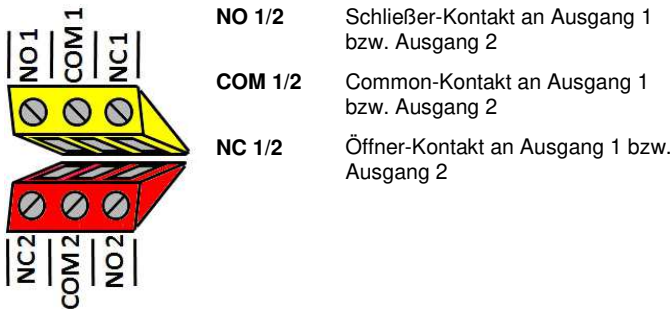 NO 1
COM 1
NC 1
NC 2
COM 2
NO 2
NO 1/2 Schließer-Kontakt an Ausgang 1
bzw. Ausgang 2
COM 1/2 Common-Kontakt an Ausgang 1
bzw. Ausgang 2
NC 1/2 Öffner-Kontakt an Ausgang 1 bzw.
Ausgang 2